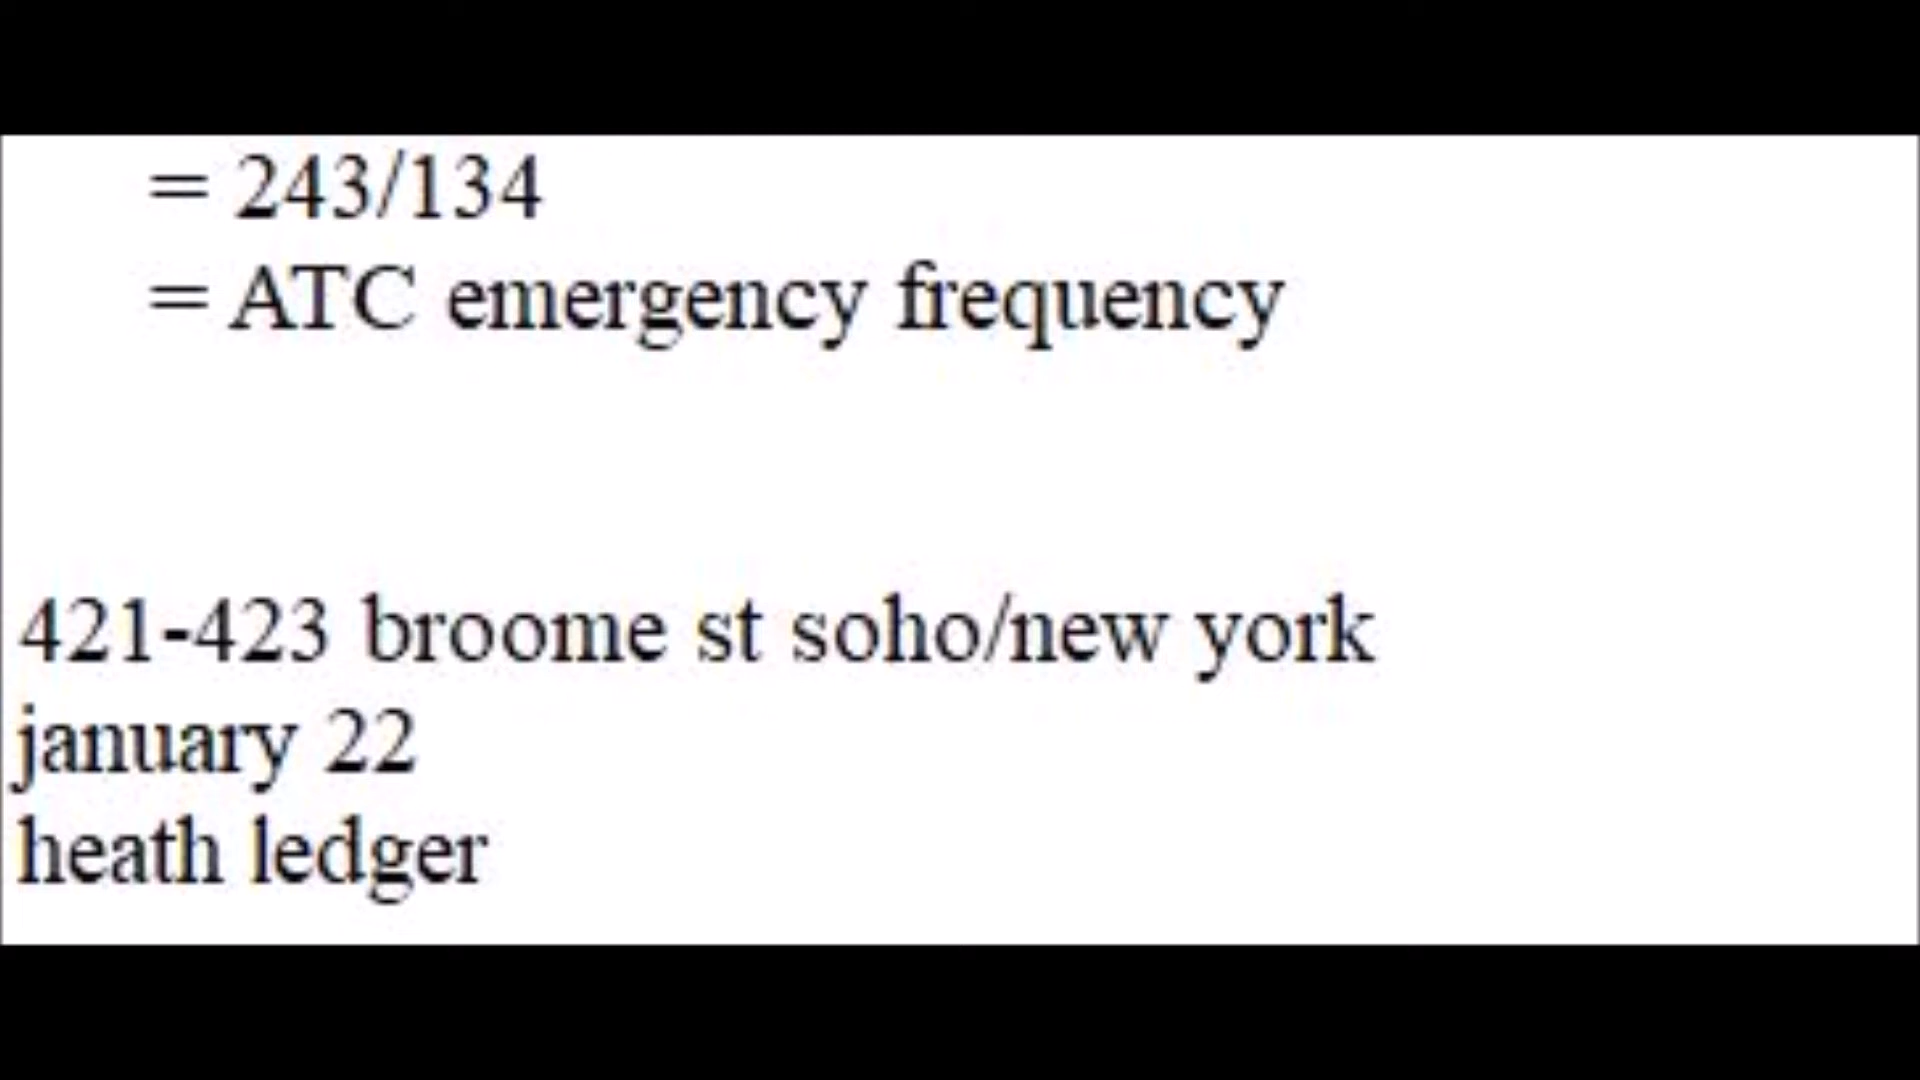 = 243/134
= ATC emergency frequency
421-423 broome st soho/new york
january 22
heath ledger